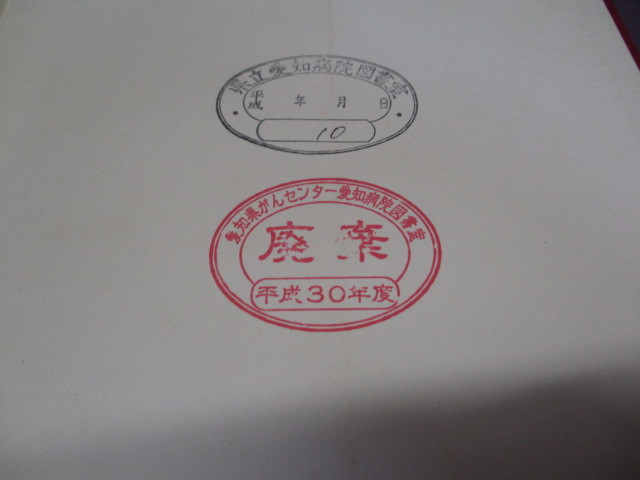 ・県立愛知病院図書室・
平成 年 月 日
10
愛知県がんセンター愛知病院図書室
廃棄
平成30年度